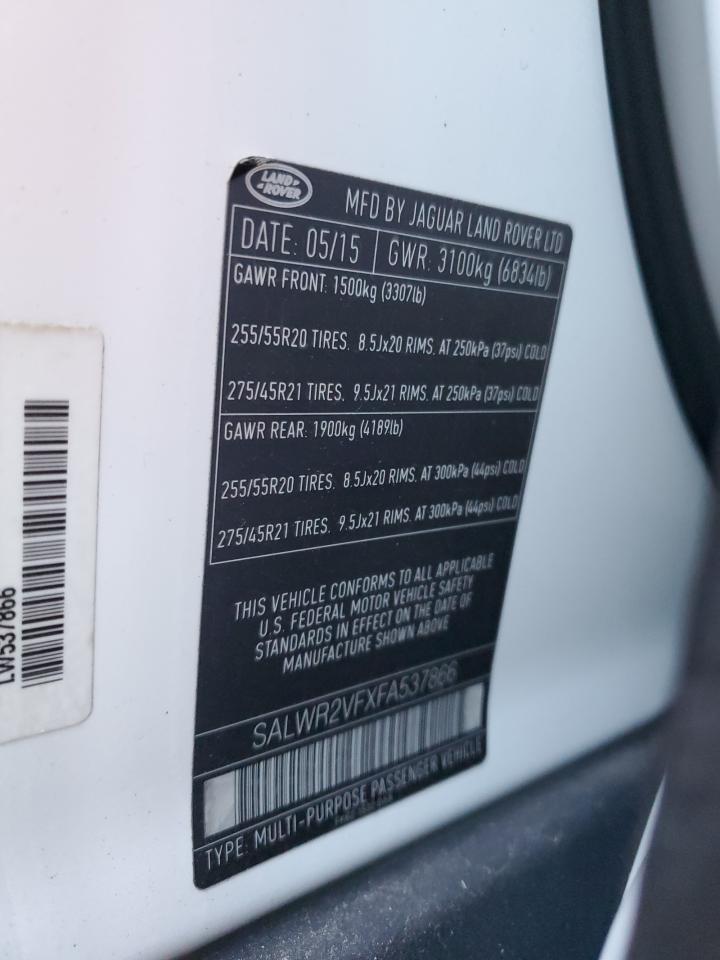 LAND
ROVER
MFD BY JAGUAR LAND ROVER LTD
DATE: 05/15 GWR: 3100kg (6834lb)
GAWR FRONT: 1500kg (3307lb)
255/55R20 TIRES. 8.5Jx20 RIMS. AT 250kPa (37psi) COLD
275/45R21 TIRES. 9.5Jx21 RIMS. AT 250kPa (37psi) COLD
GAWR REAR: 1900kg (4189lb)
255/55R20 TIRES. 8.5Jx20 RIMS. AT 300kPa (44psi) COLD
275/45R21 TIRES. 9.5Jx21 RIMS. AT 300kPa (44psi) COLD
THIS VEHICLE CONFORMS TO ALL APPLICABLE
U.S. FEDERAL MOTOR VEHICLE SAFETY
STANDARDS IN EFFECT ON THE DATE OF
MANUFACTURE SHOWN ABOVE
SALWR2VFXFA537866
TYPE: MULTI-PURPOSE PASSENGER VEHICLE
LW537866